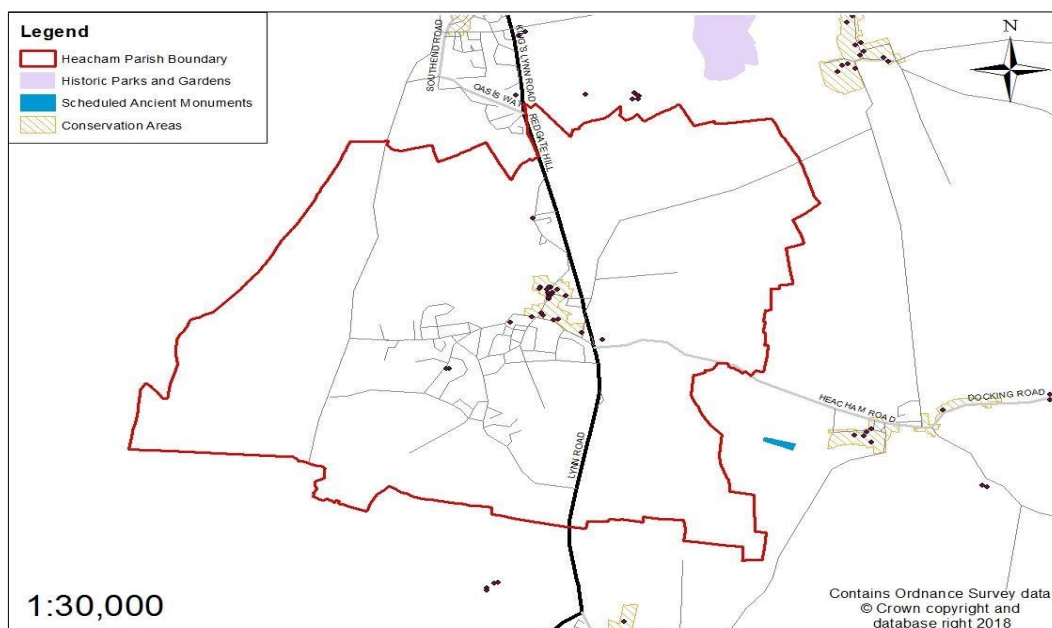 Legend
Heacham Parish Boundary
Historic Parks and Gardens
Scheduled Ancient Monuments
Conservation Areas
SOUTHEND ROAD
KING'S LYNN ROAD
OASIS WAY
REDGATE HILL
N
HEACHAM ROAD
DOCKING ROAD
LYNN ROAD
1:30,000
Contains Ordnance Survey data
© Crown copyright and
database right 2018